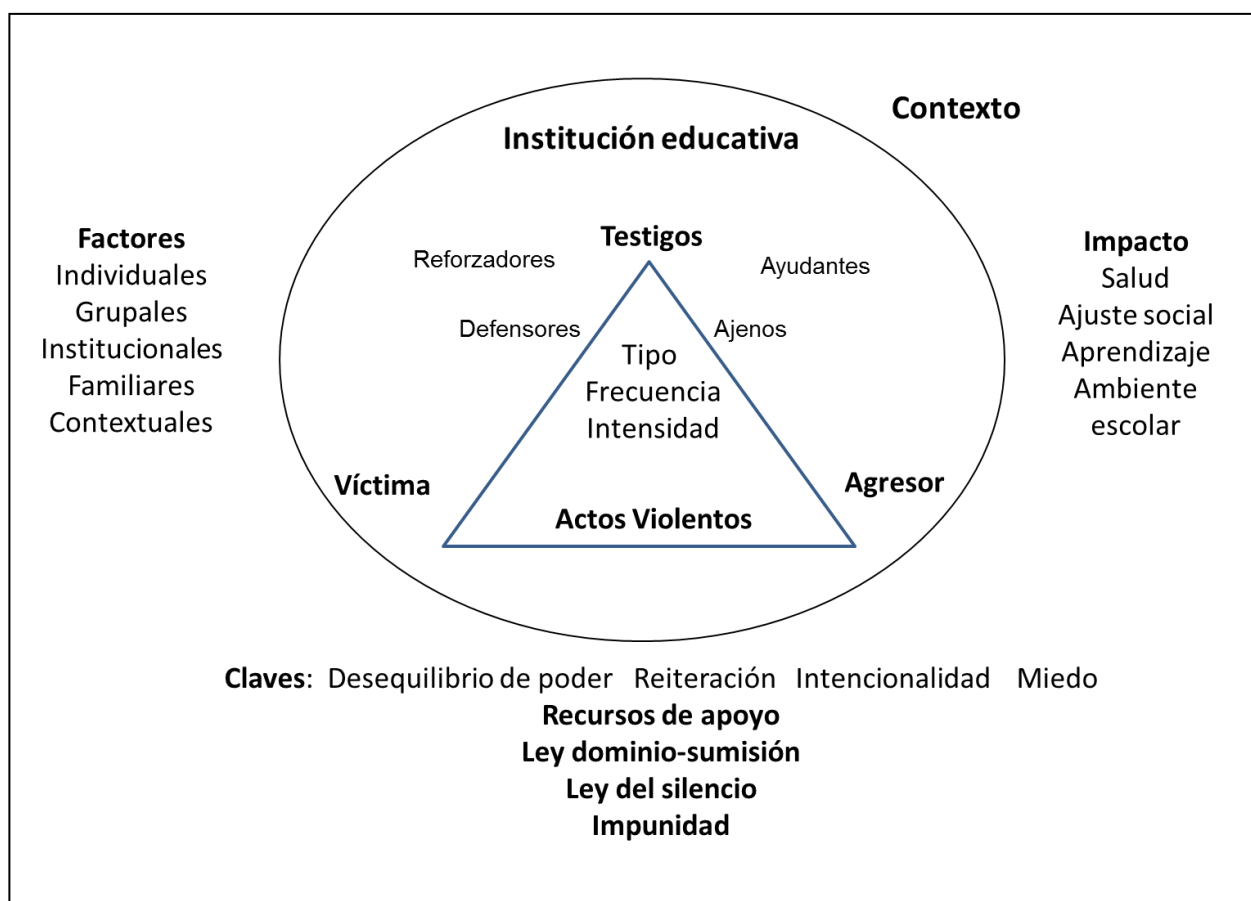 Contexto
Institución educativa
Factores
Individuales
Grupales
Institucionales
Familiares
Contextuales
Testigos
Reforzadores
Ayudantes
Defensores
Ajenos
Tipo
Frecuencia
Intensidad
Víctima
Agresor
Actos Violentos
Impacto
Salud
Ajuste social
Aprendizaje
Ambiente
escolar
Claves: Desequilibrio de poder Reiteración Intencionalidad Miedo
Recursos de apoyo
Ley dominio-sumisión
Ley del silencio
Impunidad